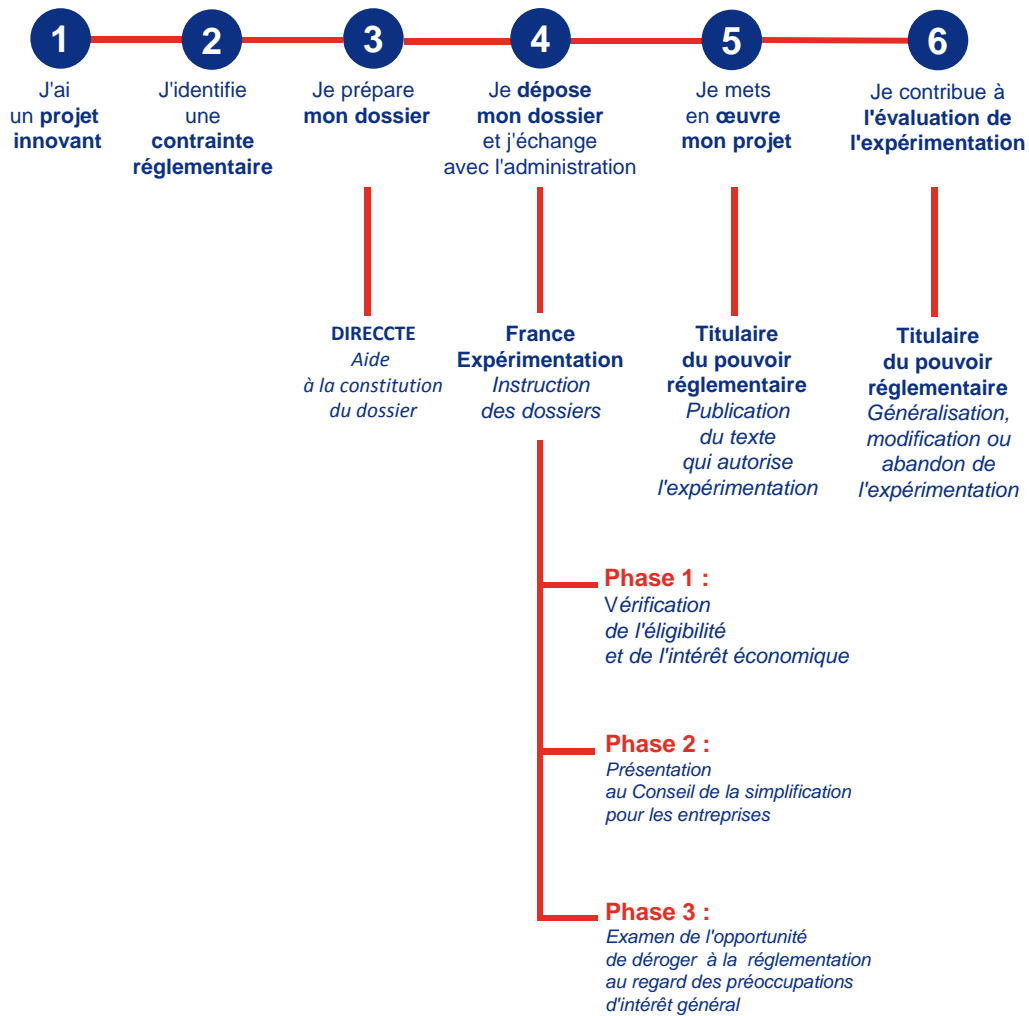 1
J'ai
un projet
innovant
2
J'identifie
une
contrainte
réglementaire
3
Je prépare
mon dossier
4
Je dépose
mon dossier
et j'échange
avec l'administration
5
Je mets
en œuvre
mon projet
6
Je contribue à
l'évaluation de
l'expérimentation
DIRECCTE
Aide
à la constitution
du dossier
France
Expérimentation
Instruction
des dossiers
Titulaire
du pouvoir
réglementaire
Publication
du texte
qui autorise
l'expérimentation
Titulaire
du pouvoir
réglementaire
Généralisation,
modification ou
abandon de
l'expérimentation
Phase 1 :
Vérification
de l'éligibilité
et de l'intérêt économique
Phase 2 :
Présentation
au Conseil de la simplification
pour les entreprises
Phase 3 :
Examen de l'opportunité
de déroger à la réglementation
au regard des préoccupations
d'intérêt général